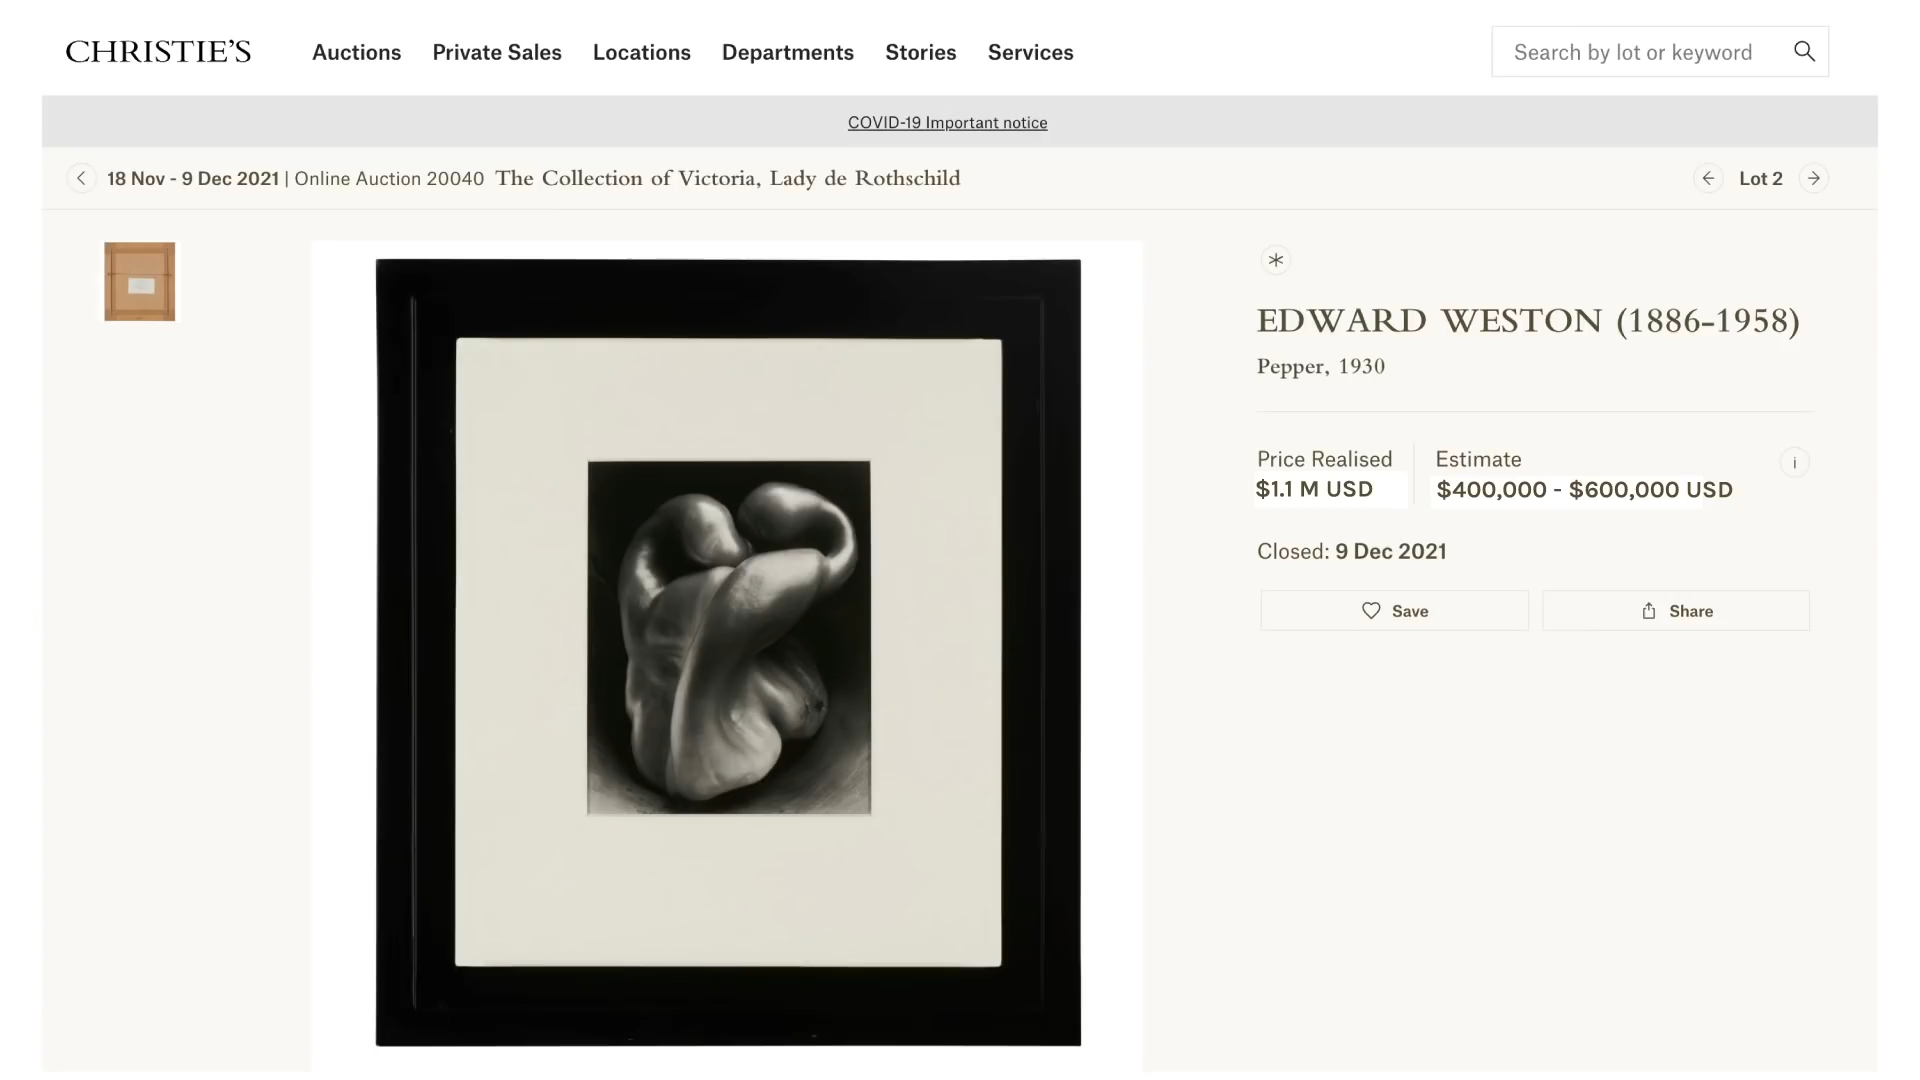 CHRISTIE'S Auctions Private Sales Locations Departments Stories Services Search by lot or keyword
COVID-19 Important notice
18 Nov - 9 Dec 2021 | Online Auction 20040 The Collection of Victoria, Lady de Rothschild Lot 2
EDWARD WESTON (1886-1958)
Pepper, 1930
Price Realised Estimate
$1.1 M USD $400,000 - $600,000 USD
Closed: 9 Dec 2021
Save Share